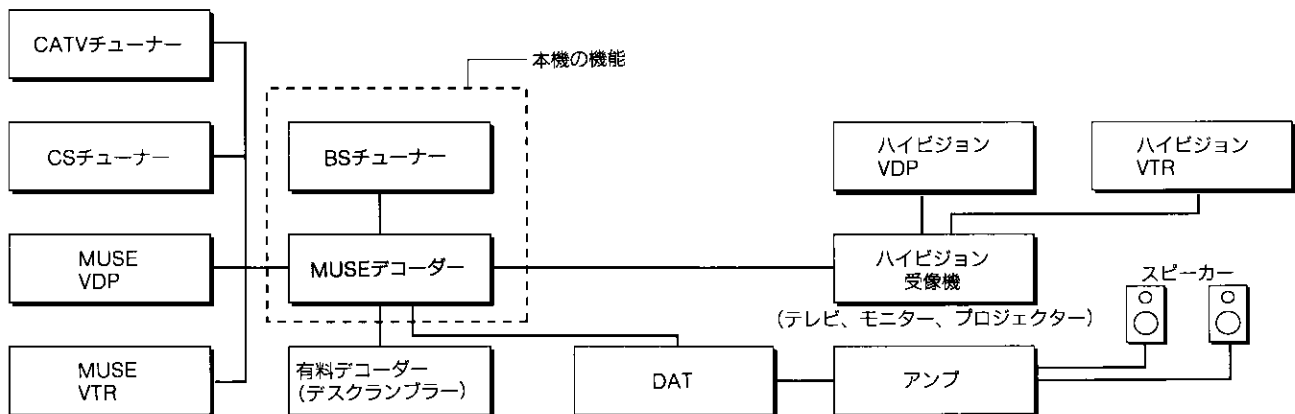 CATVチューナー
本機の機能
CSチューナー
BSチューナー
ハイビジョン
VDP
ハイビジョン
VTR
MUSE
VDP
MUSEデコーダー
ハイビジョン
受像機
スピーカー
(テレビ、モニター、プロジェクター)
MUSE
VTR
有料デコーダー
(デスクランブラー)
DAT
アンプ